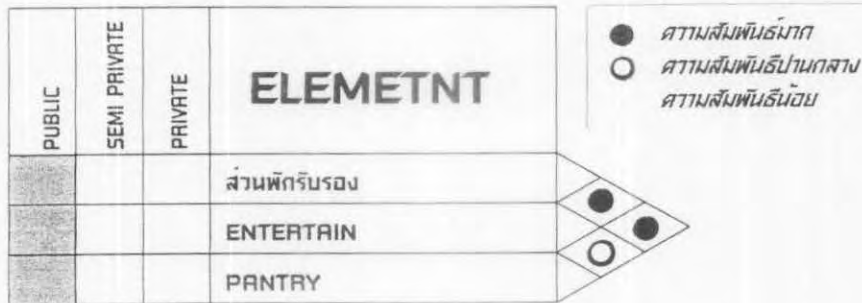 PUBLIC
SEMI PRIVATE
PRIVATE
ELEMETNT
ความสัมพันธ์มาก
ความสัมพันธ์ปานกลาง
ความสัมพันธ์น้อย
ส่วนพักรับรอง
ENTERTAIN
PANTRY